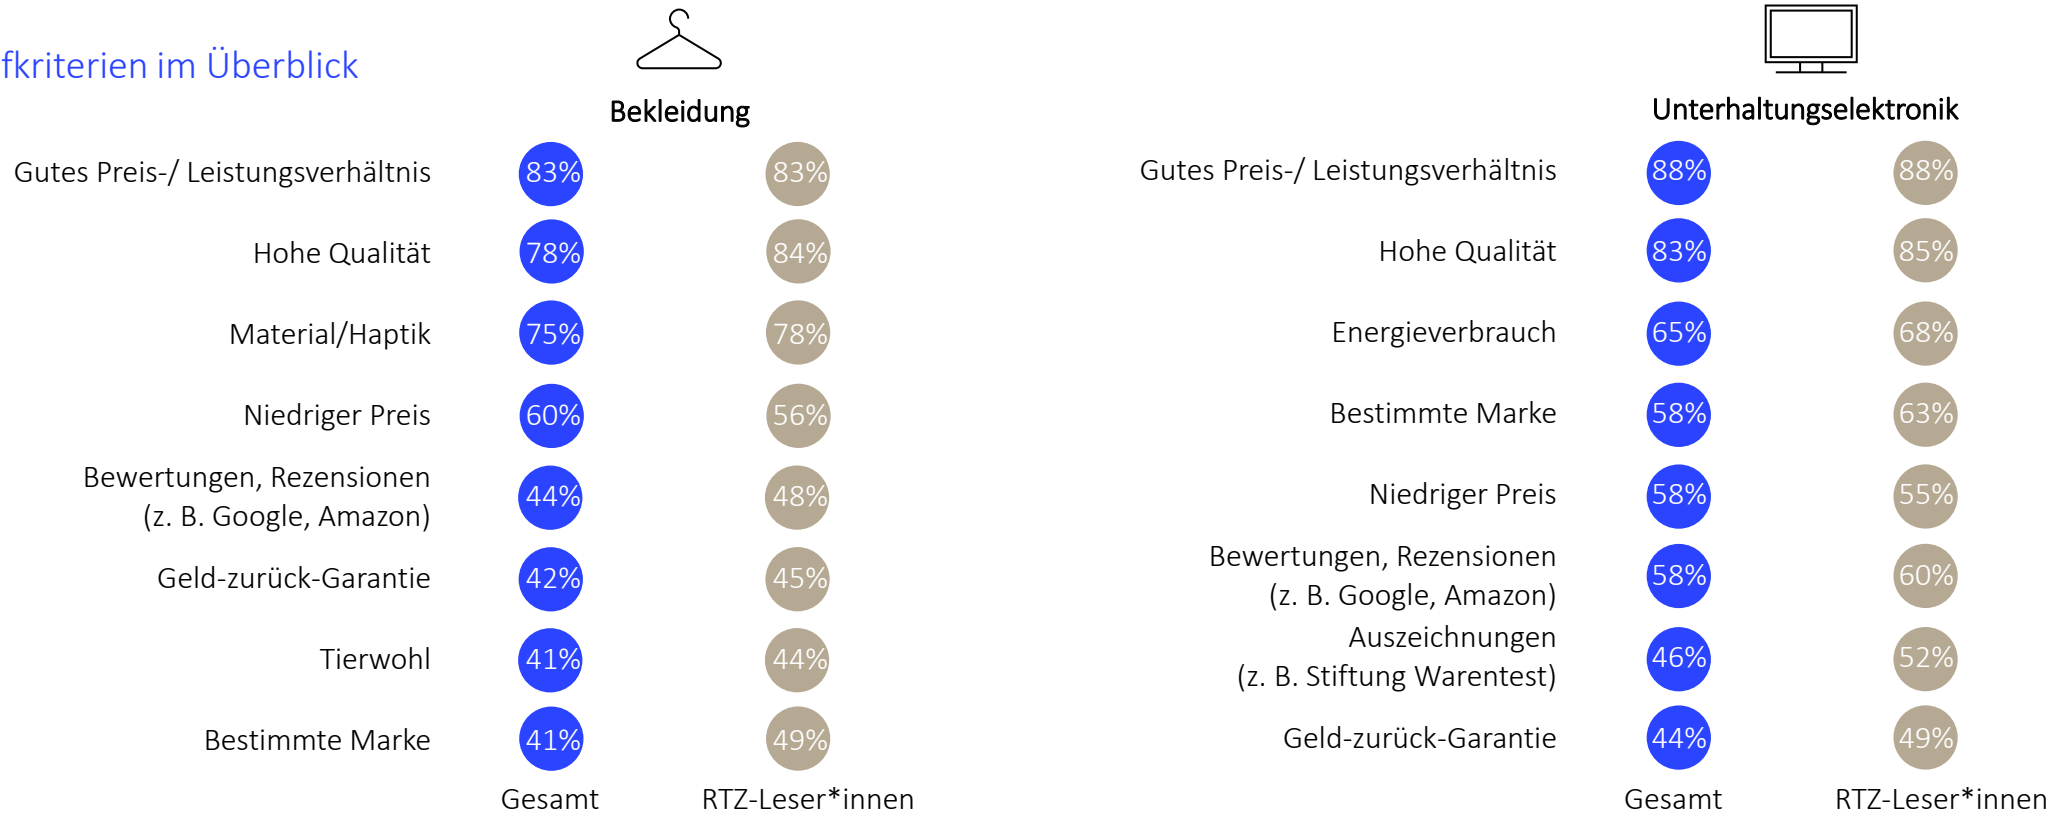 fkriterien im Überblick
Bekleidung
Gutes Preis-/ Leistungsverhältnis 83% 83%
Hohe Qualität 78% 84%
Material/Haptik 75% 78%
Niedriger Preis 60% 56%
Bewertungen, Rezensionen
(z. B. Google, Amazon) 44% 48%
Geld-zurück-Garantie 42% 45%
Tierwohl 41% 44%
Bestimmte Marke 41% 49%
Gesamt RTZ-Leser*innen
Unterhaltungselektronik
Gutes Preis-/ Leistungsverhältnis 88% 88%
Hohe Qualität 83% 85%
Energieverbrauch 65% 68%
Bestimmte Marke 58% 63%
Niedriger Preis 58% 55%
Bewertungen, Rezensionen
(z. B. Google, Amazon) 58% 60%
Auszeichnungen
(z. B. Stiftung Warentest) 46% 52%
Geld-zurück-Garantie 44% 49%
Gesamt RTZ-Leser*innen